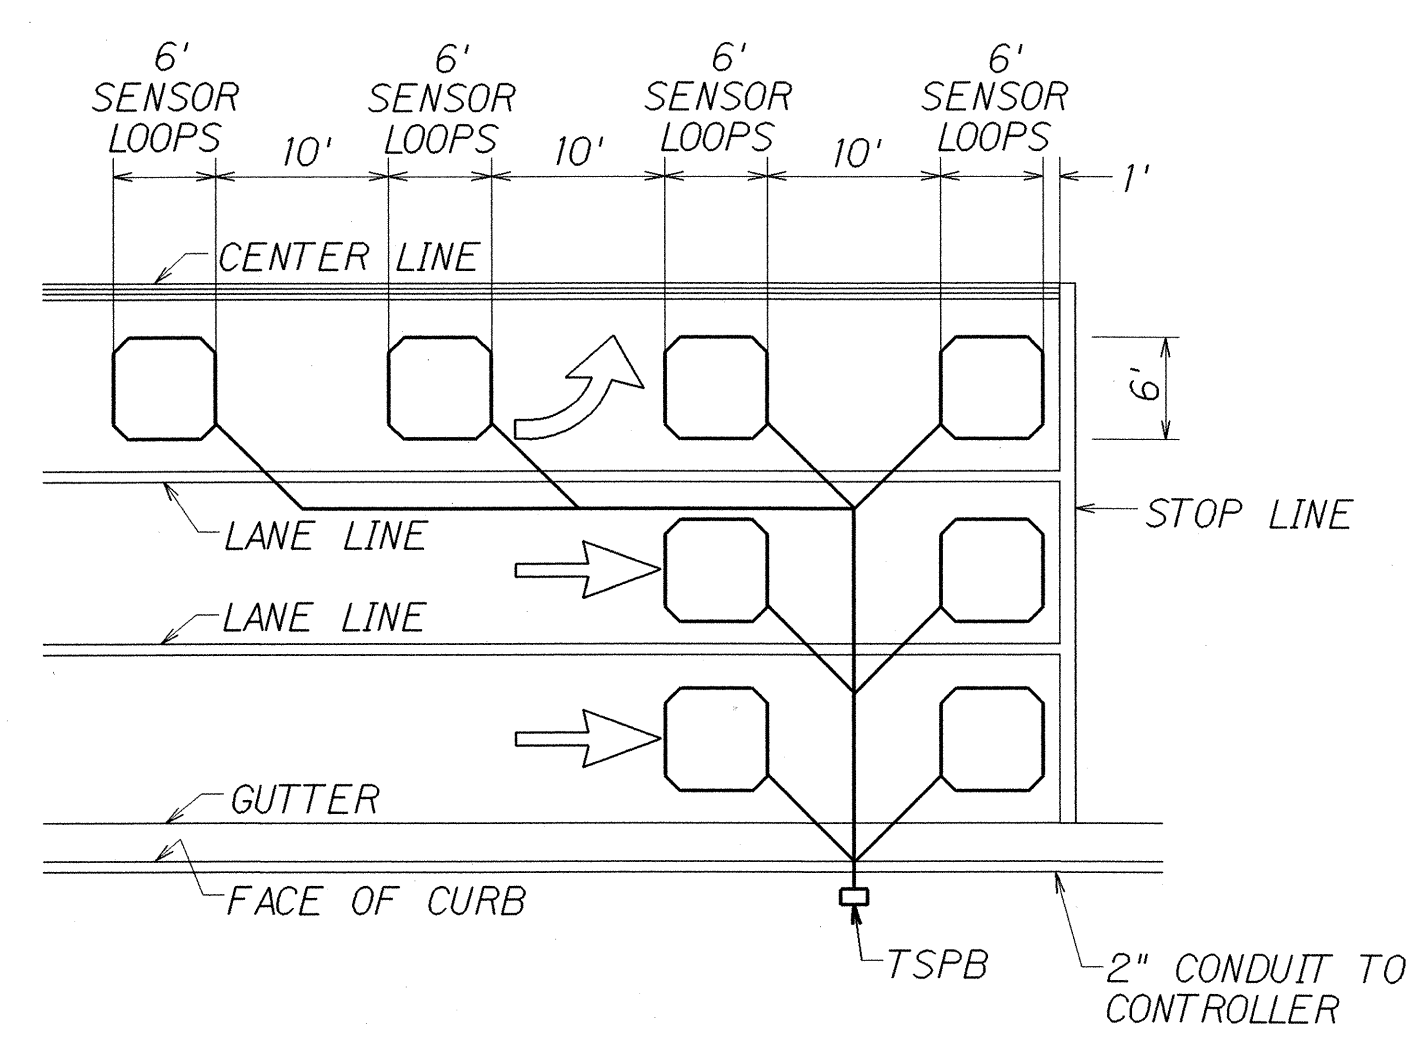 6'
SENSOR
LOOPS
6'
SENSOR
LOOPS
6'
SENSOR
LOOPS
6'
SENSOR
LOOPS
10'
10'
10'
1'
CENTER LINE
6'
LANE LINE
STOP LINE
LANE LINE
GUTTER
FACE OF CURB
TSPB
2" CONDUIT TO
CONTROLLER